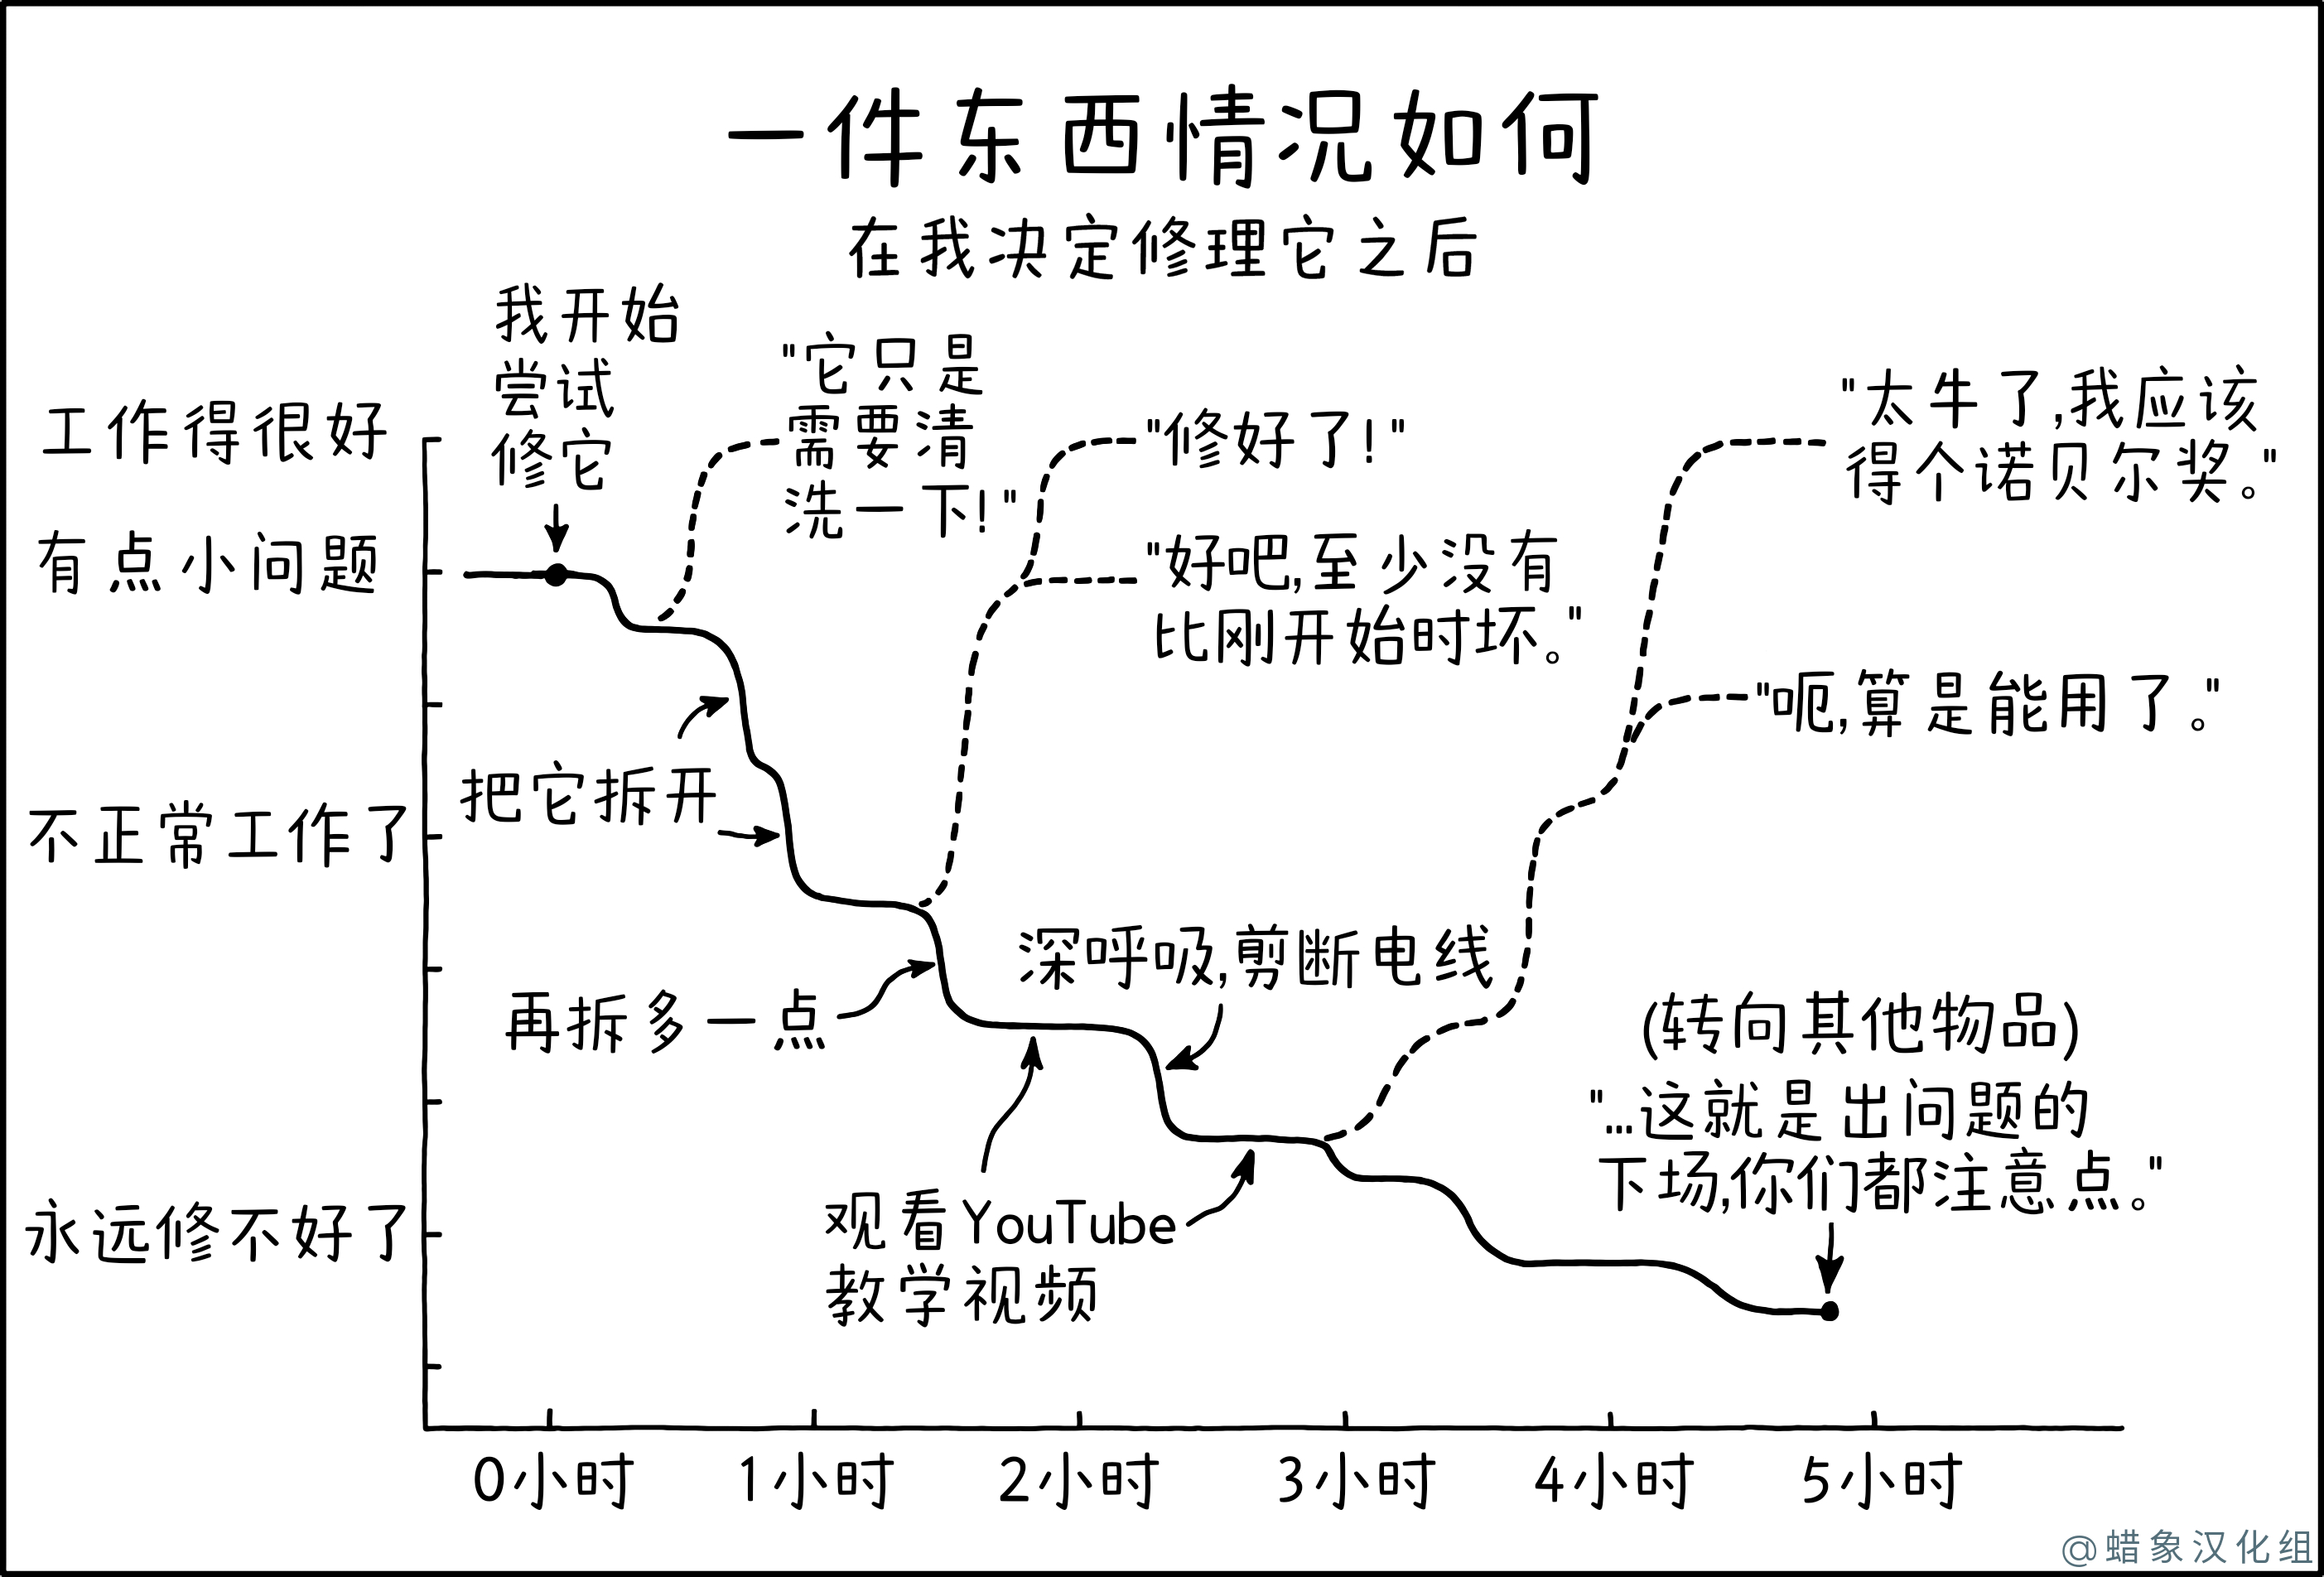 一件东西情况如何
在我决定修理它之后
我开始
尝试
修它
"它只是
需要清
洗一下!"
"修好了!"
"好吧,至少没有
比刚开始时坏。"
"太牛了,我应该
得个诺贝尔奖。"
"呃,算是能用了。"
工作得很好
有点小问题
不正常工作了
永远修不好了
把它拆开
再拆多一点
深呼吸,剪断电线
观看YouTube
教学视频
(转向其他物品)
"...这就是出问题的
下场,你们都注意点。"
0小时
1小时
2小时
3小时
4小时
5小时
@蜡象汉化组